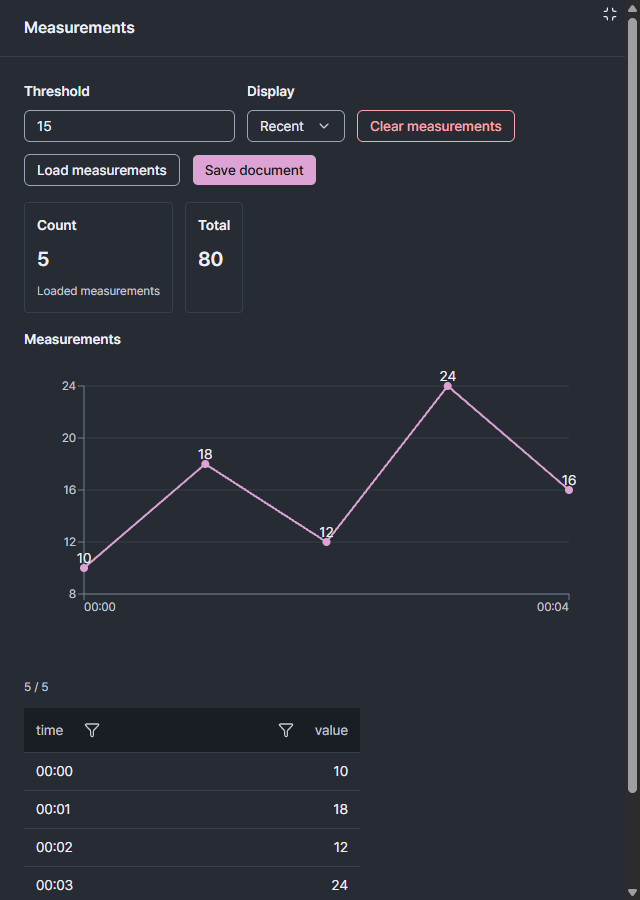 Measurements
Threshold Display
15 Recent Clear measurements
Load measurements Save document
Count Total
5 80
Loaded measurements
Measurements
24
24
20
18
16
16
12
12
10
8
00:00 00:04
5 / 5
time value
00:00 10
00:01 18
00:02 12
00:03 24